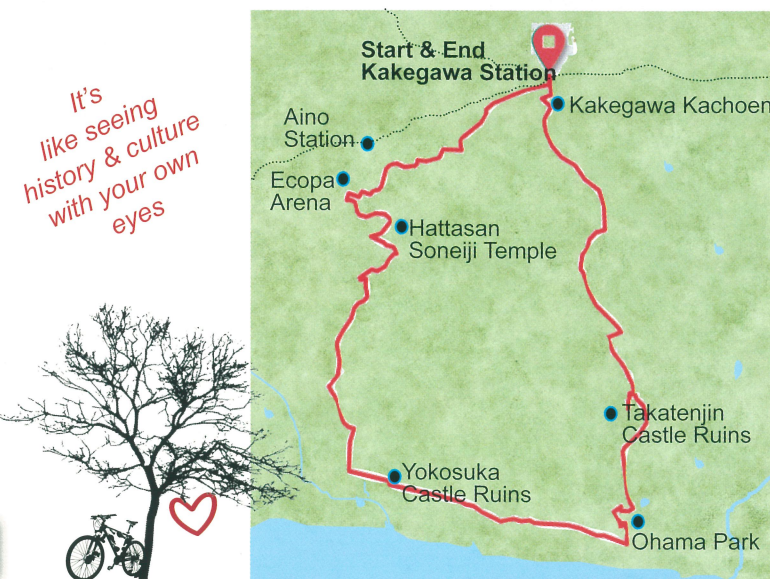 It's
like seeing
history & culture
with your own
eyes
Start & End
Kakegawa Station
Kakegawa Kachoen
Aino
Station
Ecopa
Arena
Hattasan
Soneiji Temple
Takatenjin
Castle Ruins
Yokosuka
Castle Ruins
Ohama Park